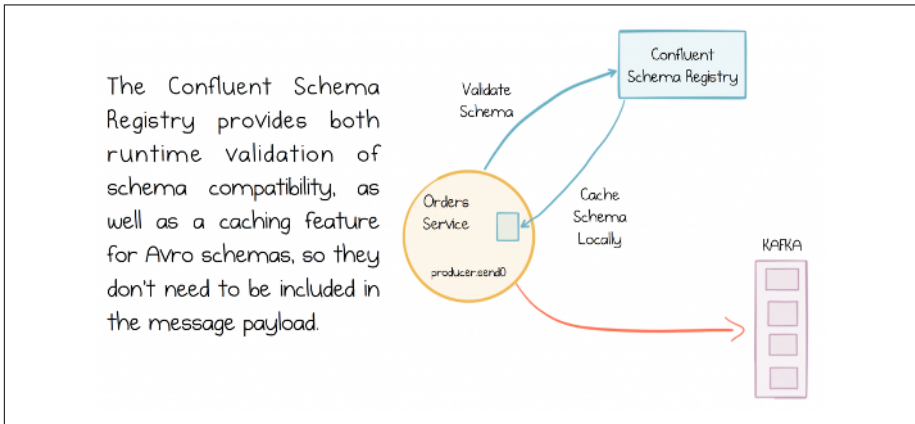 The Confluent Schema
Registry provides both
runtime validation of
schema compatibility, as
well as a caching feature
for Avro schemas, so they
don't need to be included in
the message payload.
Confluent
Schema Registry
Validate
Schema
Orders
Service
producer.send()
Cache
Schema
Locally
KAFKA